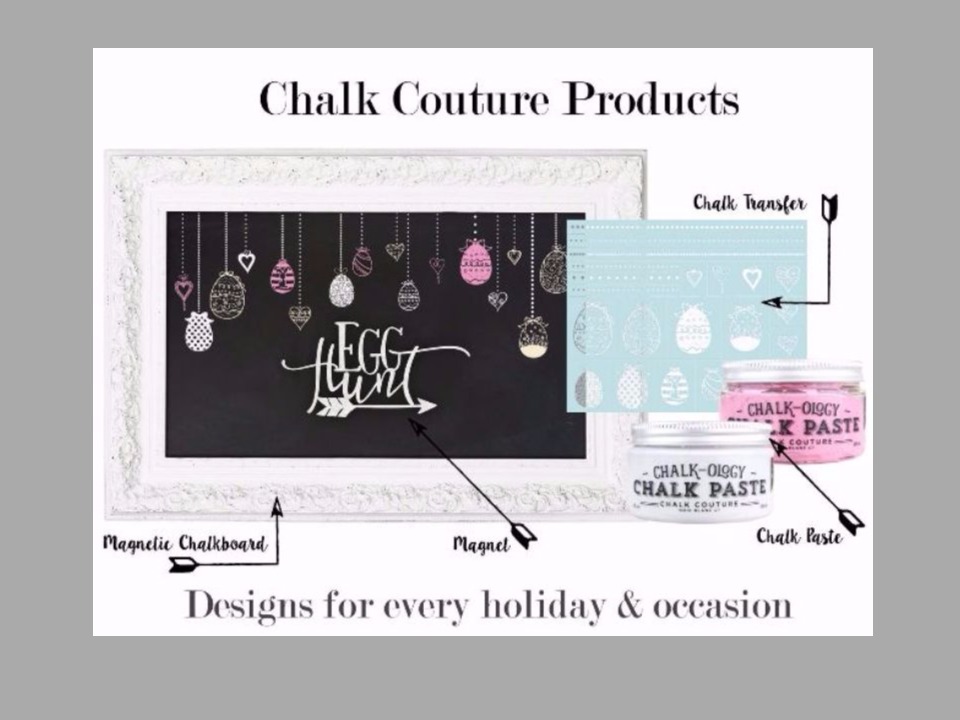 Chalk Couture Products
Chalk Transfer
EGG
Hunt
CHALK-OLOGY
CHALK PASTE
CHALK COUTURE
CHALK-OLOGY
CHALK PASTE
CHALK COUTURE
Magnetic Chalkboard
Magnet
Chalk Paste
Designs for every holiday & occasion